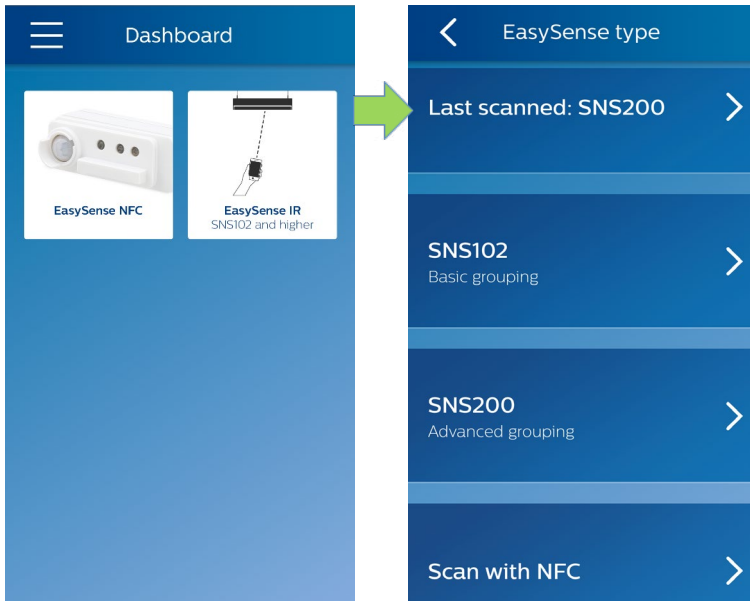 Dashboard
EasySense NFC
EasySense IR
SNS102 and higher
EasySense type
Last scanned: SNS200
SNS102
Basic grouping
SNS200
Advanced grouping
Scan with NFC